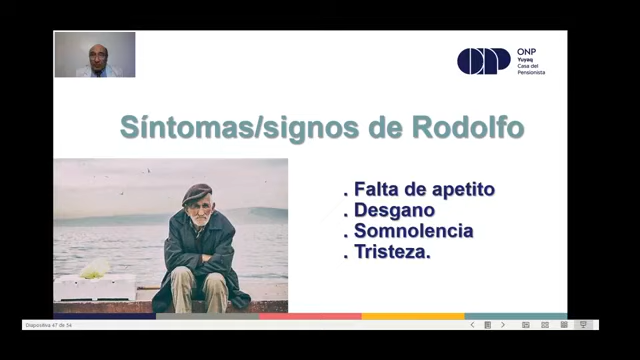 ONP
Yuyaq
Casa del
Pensionista
Síntomas/signos de Rodolfo
. Falta de apetito
. Desgano
. Somnolencia
. Tristeza.
Diapositiva 47 de 54